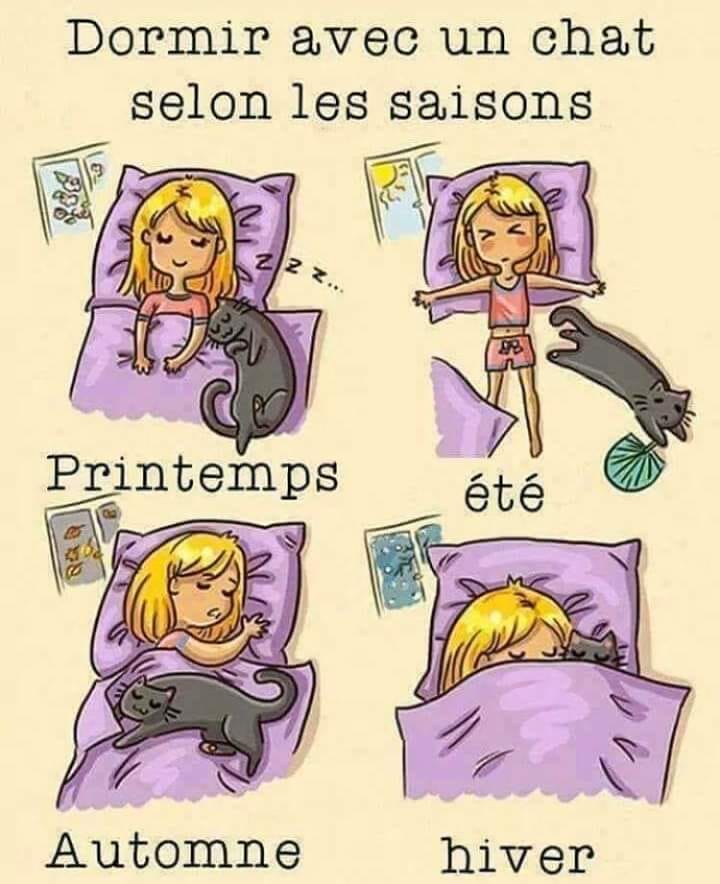 Dormir avec un chat
selon les saisons
z z z...
Printemps
été
Automne
hiver